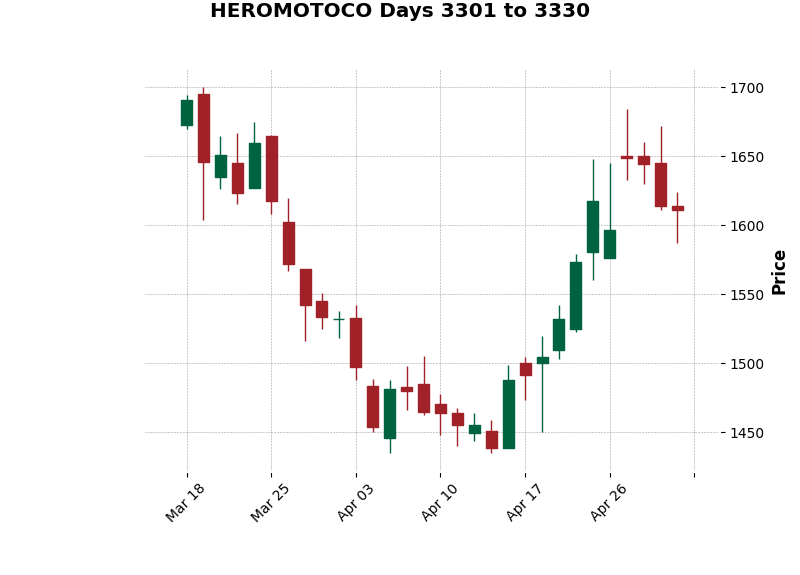 HEROMOTOCO Days 3301 to 3330
1700
1650
1600
1550
1500
1450
Price
Mar 18
Mar 25
Apr 03
Apr 10
Apr 17
Apr 26